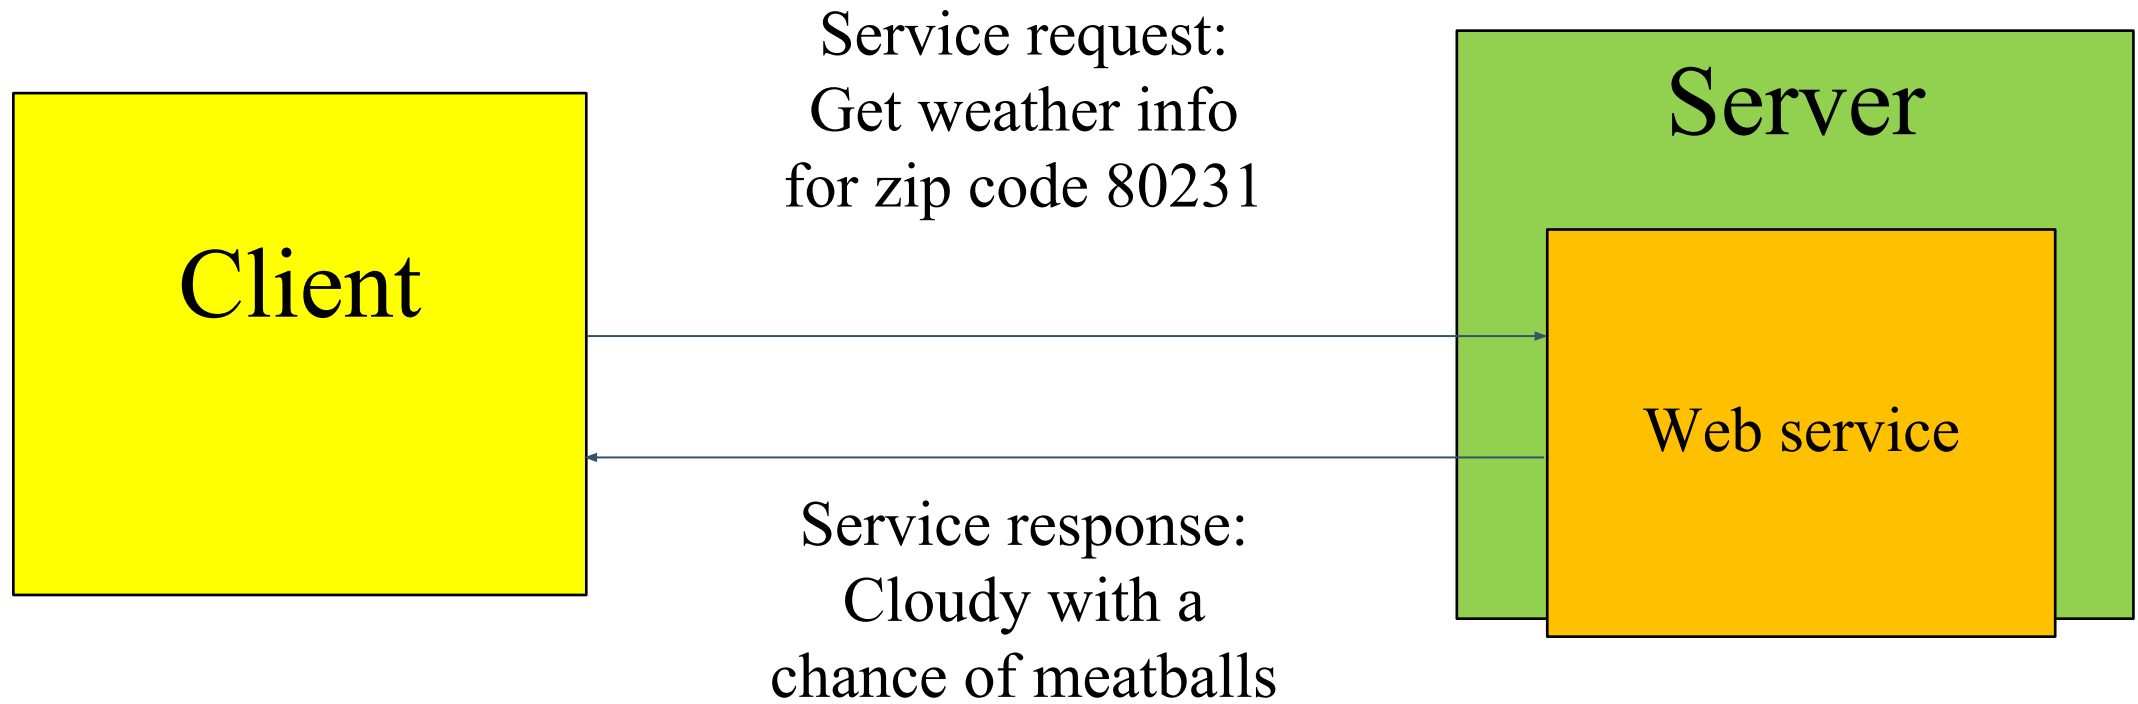 Client
Service request:
Get weather info
for zip code 80231
Service response:
Cloudy with a
chance of meatballs
Server
Web service